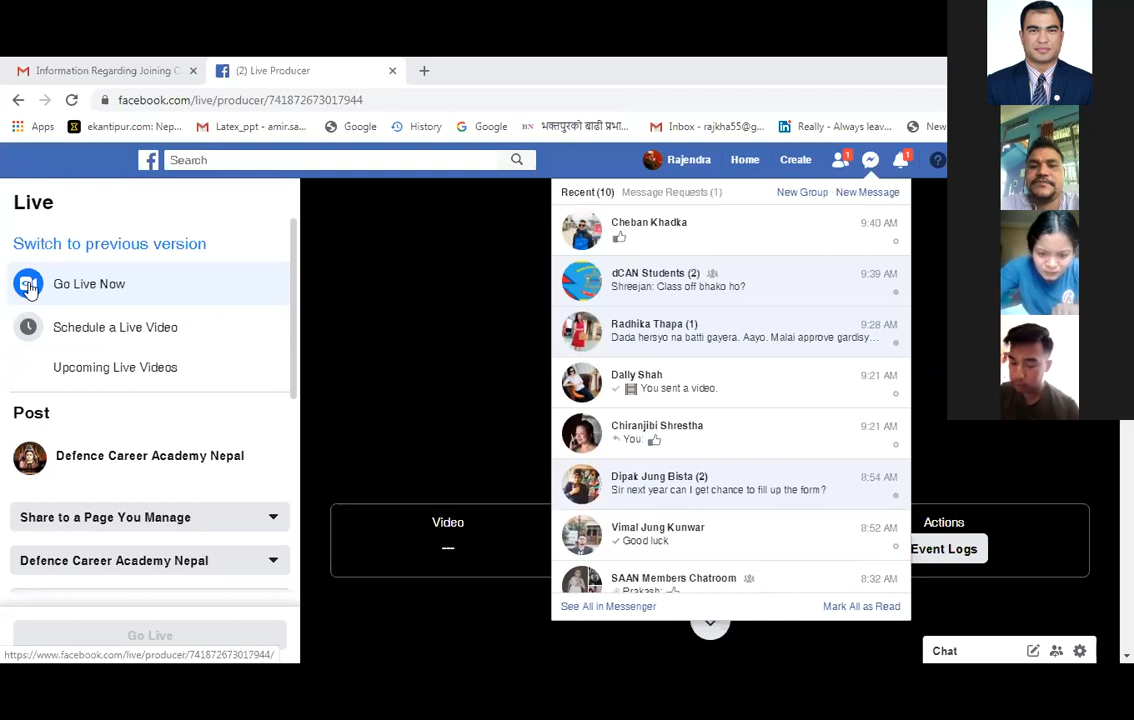 Information Regarding Joining C
(2) Live Producer
facebook.com/live/producer/741872673017944
Apps
ekantipur.com: Nep...
Latex_ppt - amir.sa...
Google
History
Google
BN
भक्तपुरको बाढी प्रभा...
Inbox - rajkha55@g...
Really - Always leav...
New
Search
Rajendra
Home
Create
1
1
Live
Switch to previous version
Go Live Now
Schedule a Live Video
Upcoming Live Videos
Post
Defence Career Academy Nepal
Share to a Page You Manage
Defence Career Academy Nepal
Go Live
https://www.facebook.com/live/producer/741872673017944/
Recent (10) Message Requests (1) New Group · New Message
Cheban Khadka 9:40 AM
dCAN Students (2) 9:39 AM
Shreejan: Class off bhako ho?
Radhika Thapa (1) 9:28 AM
Dada hersyo na batti gayera. Aayo. Malai approve gardisy...
Dally Shah 9:21 AM
You sent a video.
Chiranjibi Shrestha 9:21 AM
You:
Dipak Jung Bista (2) 8:54 AM
Sir next year can I get chance to fill up the form?
Vimal Jung Kunwar 8:52 AM
Good luck
SAAN Members Chatroom 8:32 AM
Prakash:
See All in Messenger Mark All as Read
Video
—
Actions
Event Logs
Chat